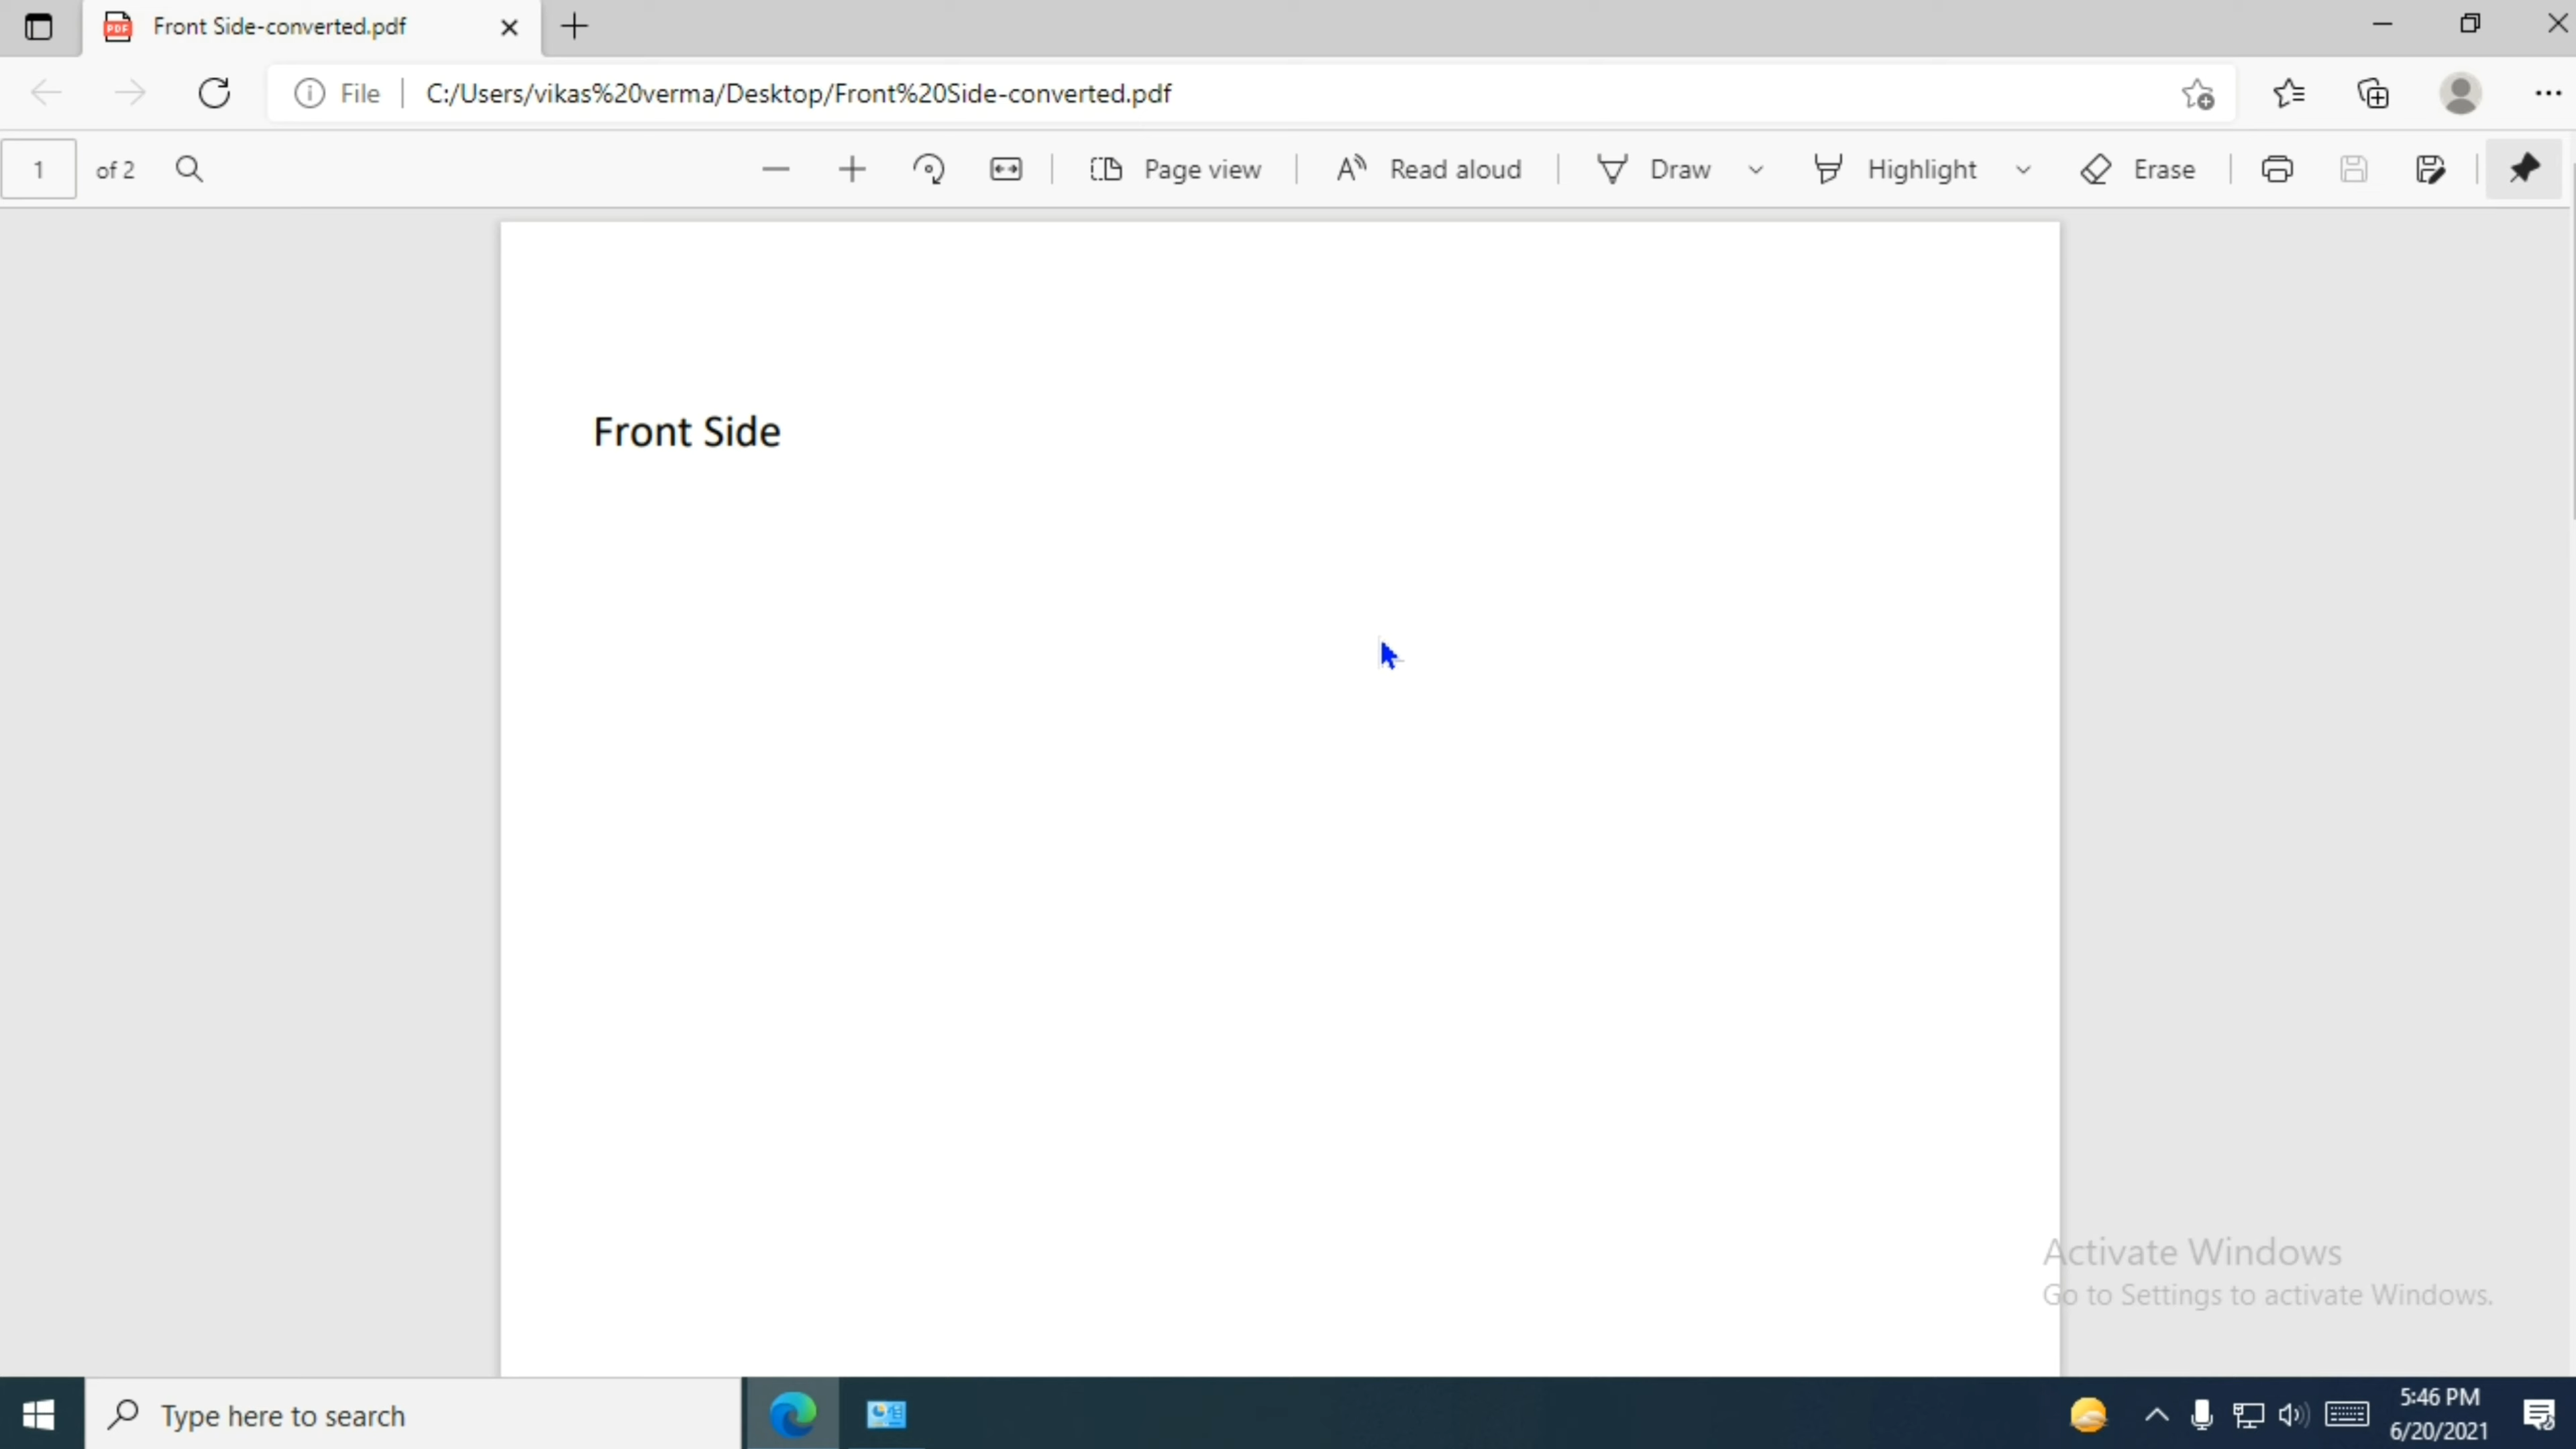 Front Side-converted.pdf
File
C:/Users/vikas%20verma/Desktop/Front%20Side-converted.pdf
1 of 2
Page view
Read aloud
Draw
Highlight
Erase
Front Side
Activate Windows
Go to Settings to activate Windows.
Type here to search
5:46 PM
6/20/2021